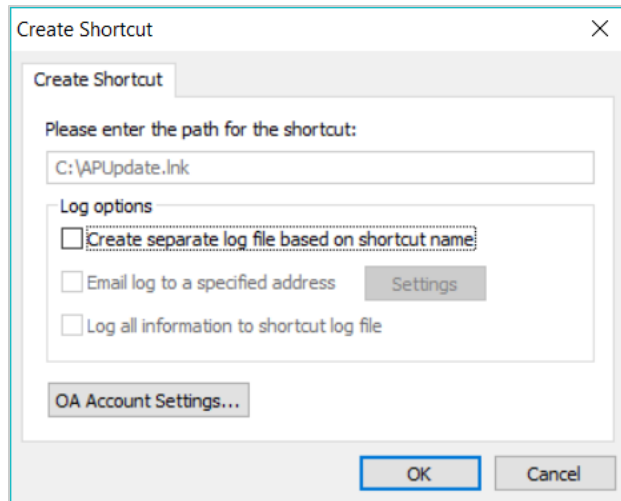 Create Shortcut
Create Shortcut
Please enter the path for the shortcut:
C:\APUpdate.lnk
Log options
Create separate log file based on shortcut name
Email log to a specified address Settings
Log all information to shortcut log file
OA Account Settings...
OK Cancel